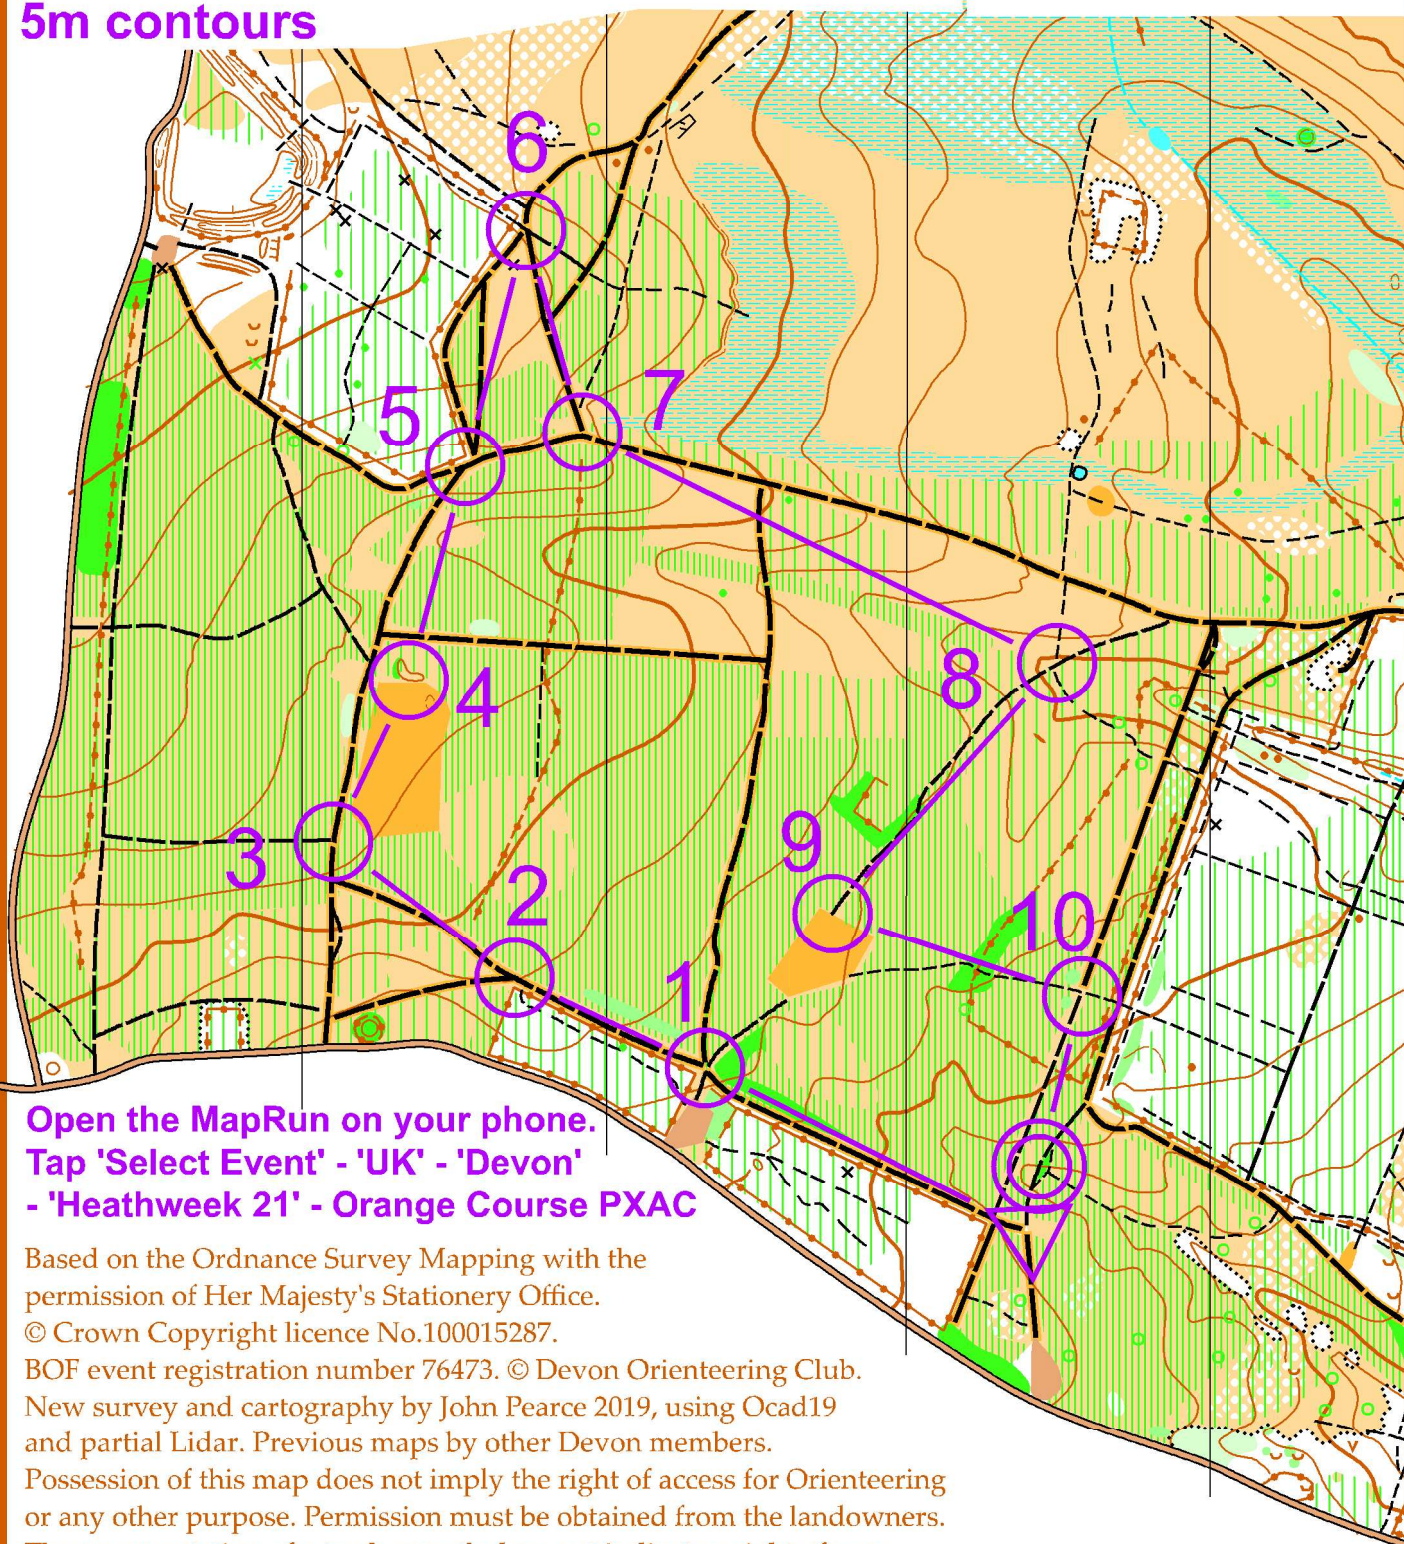 5m contours
6
7
5
4
8
3
9
2
10
1
Open the MapRun on your phone.
Tap 'Select Event' - 'UK' - 'Devon'
- 'Heathweek 21' - Orange Course PXAC
Based on the Ordnance Survey Mapping with the
permission of Her Majesty's Stationery Office.
© Crown Copyright licence No.100015287.
BOF event registration number 76473. © Devon Orienteering Club.
New survey and cartography by John Pearce 2019, using Ocad19
and partial Lidar. Previous maps by other Devon members.
Possession of this map does not imply the right of access for Orienteering
or any other purpose. Permission must be obtained from the landowners.